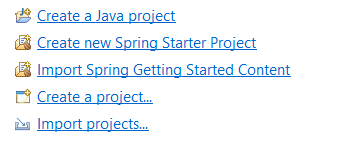 Create a Java project
Create new Spring Starter Project
Import Spring Getting Started Content
Create a project...
Import projects...